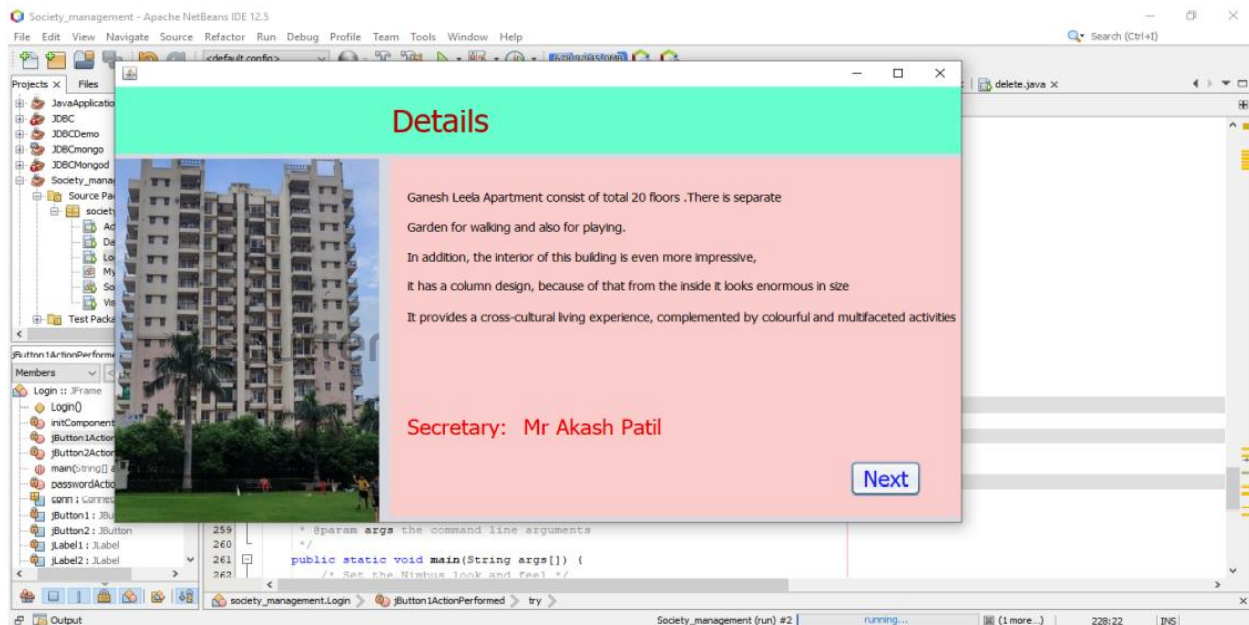 Society_management - Apache NetBeans IDE 12.5
File Edit View Navigate Source Refactor Run Debug Profile Team Tools Window Help
Search (Ctrl+I)
<default config>
Projects Files
delete.java
JavaApplicatio
JDBC
JDBCDemo
JDBCmongo
JDBCMongod
Society_mana
Source Pa
society
Ad
Da
Lo
My
So
Vis
Test Packa
Details
Ganesh Leela Apartment consist of total 20 floors .There is separate
Garden for walking and also for playing.
In addition, the interior of this building is even more impressive,
it has a column design, because of that from the inside it looks enormous in size
It provides a cross-cultural living experience, complemented by colourful and multifaceted activities
Secretary: Mr Akash Patil
Next
jButton1ActionPerforme
Members
Login :: JFrame
Login()
initComponent
jButton1Action
jButton2Action
main(String[] a
passwordActio
conn : Connec
jButton1 : JBu
jButton2 : JButton
jLabel1 : JLabel
jLabel2 : JLabel
259 * @param args the command line arguments
260 */
261 public static void main(String args[]) {
262 /* Set the Nimbus look and feel */
society_management.Login jButton1ActionPerformed try
Output
Society_management (run) #2 running... (1 more...) 228:22 INS